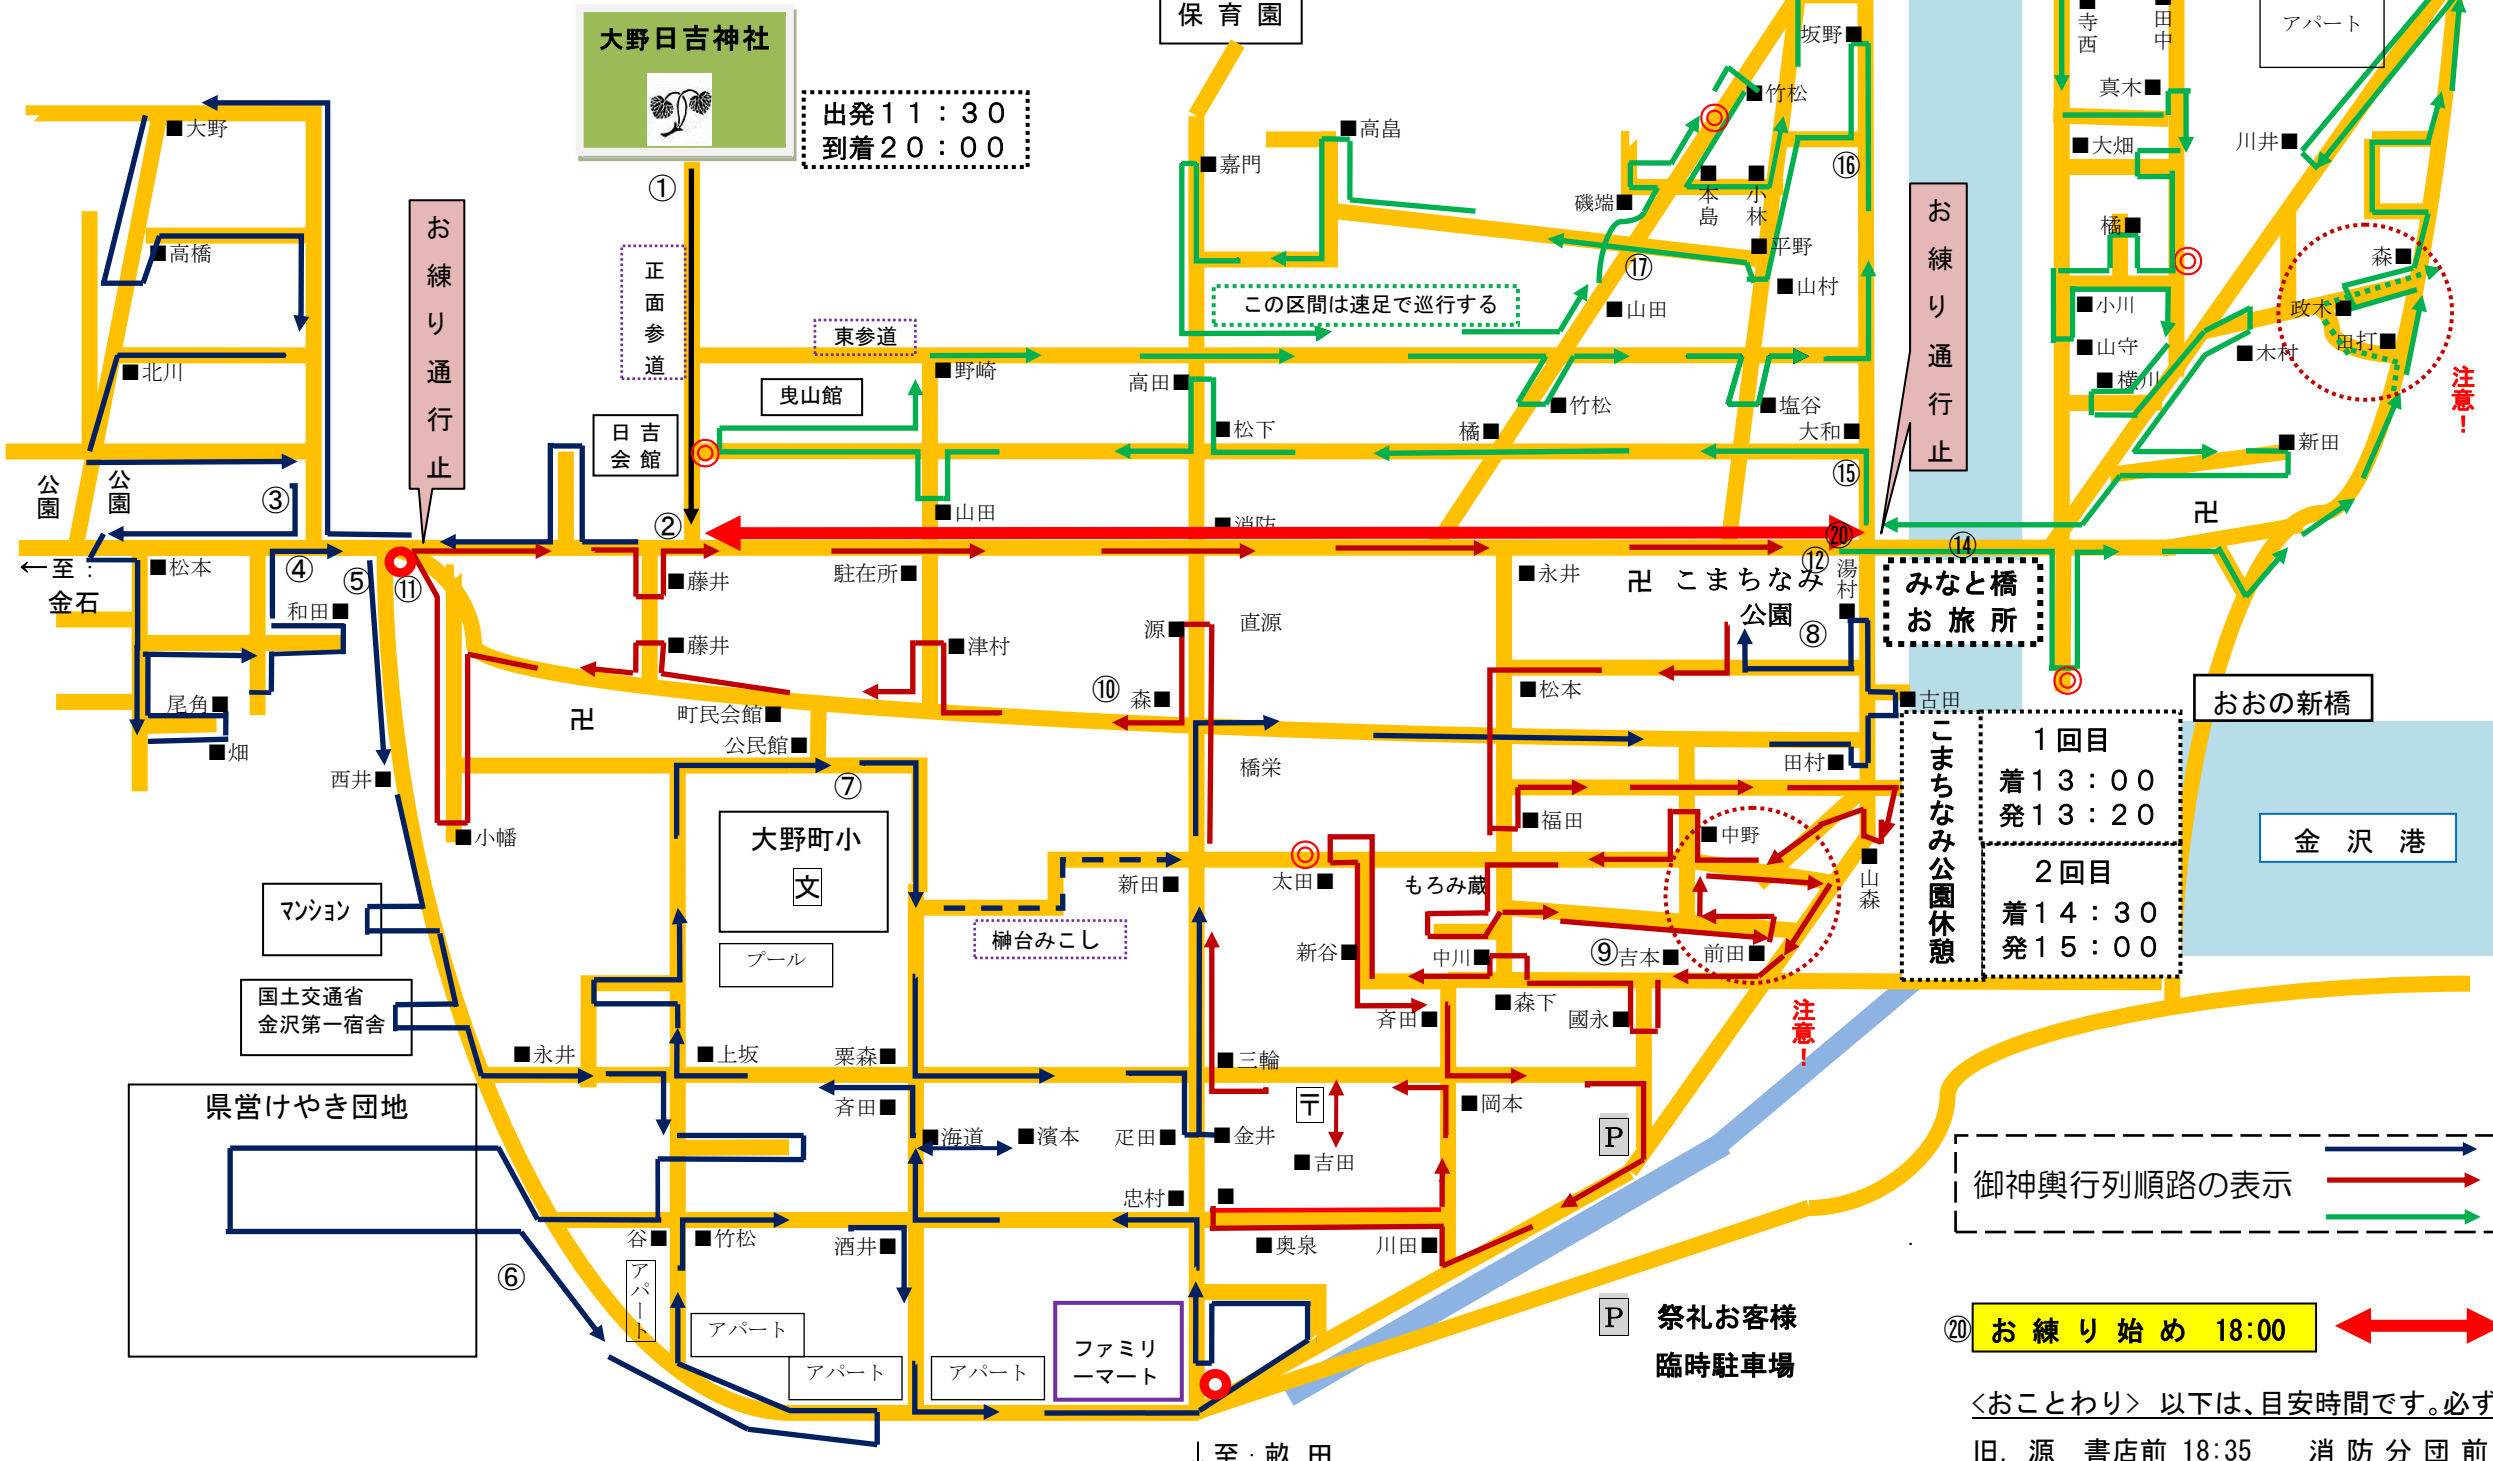 保育園
大野日吉神社
出発11:30
到着20:00
坂野■
■竹松
■寺西
■田中
アパート
真木■
■大畑
川井■
■大野
■高橋
■北川
■高畠
■嘉門
磯端■
■本島
■小林
■平野
■山村
■山田
⑯
⑰
お練り通行止
お練り通行止
①
正面参道
東参道
この区間は速足で巡行する
曳山館
日吉会館
■野崎
高田■
■松下
■竹松
橘■
■塩谷
大和■
⑮
橘■
■小川
■山守
■横川
■木村
森■
政木■
田打■
注意!
■新田
卍
公園
公園
③
②
■山田
■消防
⑳
⑫
⑭
←至:
金石
■松本
④
⑤
⑪
和田■
■藤井
駐在所■
■永井
卍
こまちなみ
公園
湯村■
みなと橋
お旅所
■藤井
■津村
源■
直源
⑧
⑩
森■
■松本
■古田
尾角■
■畑
卍
町民会館■
公民館■
西井■
⑦
橋栄
田村■
こまちなみ公園休憩
1回目
着13:00
発13:20
2回目
着14:30
発15:00
おおの新橋
金沢港
■小幡
大野町小
文
プール
■福田
■中野
■山森
新田■
太田■
もろみ蔵
榊台みこし
新谷■
中川■
⑨
吉本■
前田■
マンション
国土交通省
金沢第一宿舎
斉田■
■森下
國永■
注意!
■永井
■上坂
栗森■
■三輪
県営けやき団地
斉田■
〒
■岡本
■海道
■濱本
疋田■
■金井
■吉田
P
忠村■
■
谷■
■竹松
酒井■
■奥泉
川田■
御神輿行列順路の表示
⑥
アパート
アパート
アパート
アパート
ファミリ
ーマート
P
祭礼お客様
臨時駐車場
⑳
お練り始め 18:00
<おことわり> 以下は、目安時間です。必ず
旧.源 書店前 18:35 消防分団前
↓至.畝田